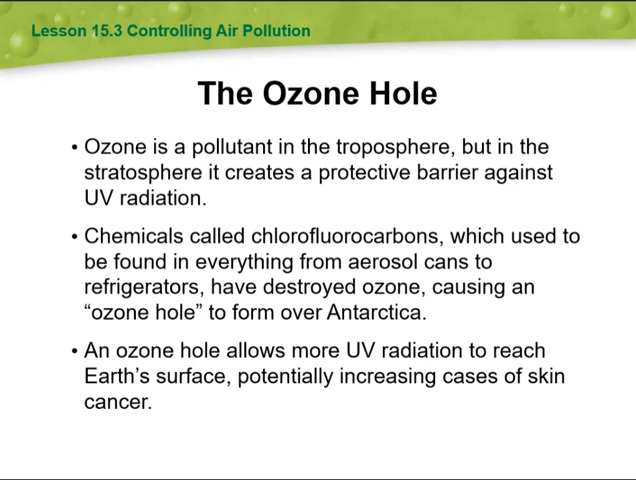 Lesson 15.3 Controlling Air Pollution
The Ozone Hole
• Ozone is a pollutant in the troposphere, but in the
stratosphere it creates a protective barrier against
UV radiation.
• Chemicals called chlorofluorocarbons, which used to
be found in everything from aerosol cans to
refrigerators, have destroyed ozone, causing an
“ozone hole” to form over Antarctica.
• An ozone hole allows more UV radiation to reach
Earth’s surface, potentially increasing cases of skin
cancer.